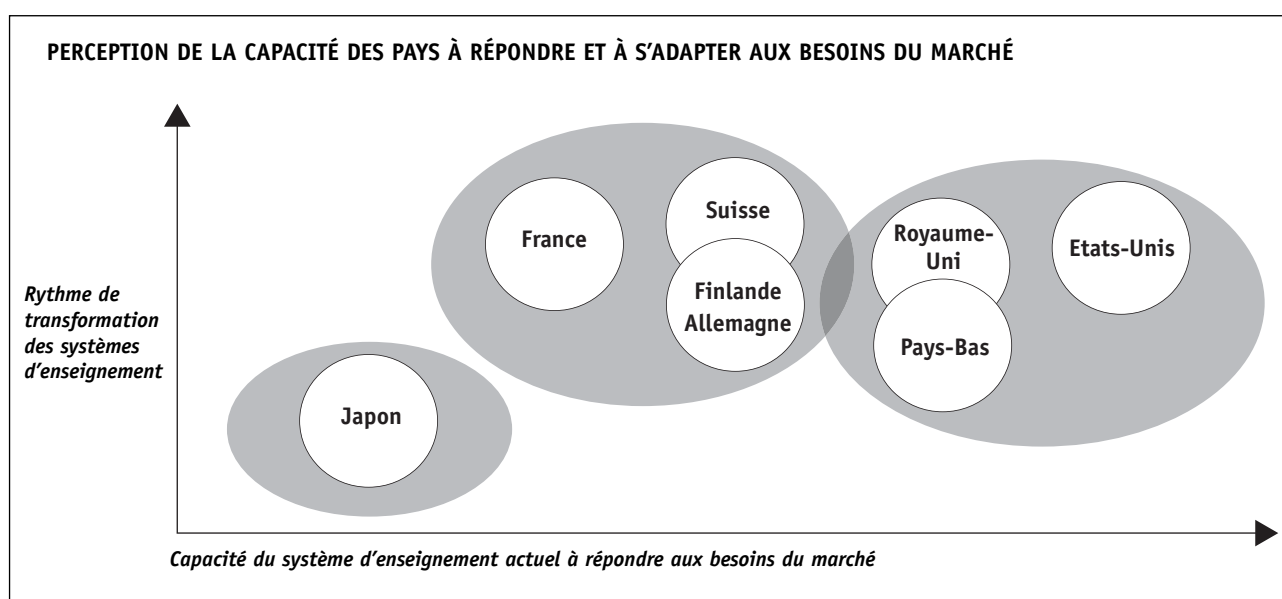 PERCEPTION DE LA CAPACITÉ DES PAYS À RÉPONDRE ET À S'ADAPTER AUX BESOINS DU MARCHÉ
Rythme de
transformation
des systèmes
d'enseignement
France
Suisse
Finlande
Allemagne
Royaume-
Uni
Pays-Bas
Etats-Unis
Japon
Capacité du système d'enseignement actuel à répondre aux besoins du marché